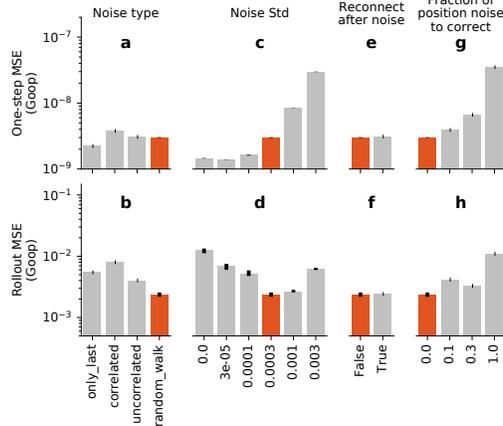 Noise type
Noise Std
Reconnect
after noise
Fraction of
position noise
to correct
a
c
e
g
One-step MSE
(Goop)
10⁻⁷
10⁻⁸
10⁻⁹
b
d
f
h
Rollout MSE
(Goop)
10⁻¹
10⁻²
10⁻³
only_last
correlated
uncorrelated
random_walk
0.0
3e-05
0.0001
0.0003
0.001
0.003
False
True
0.0
0.1
0.3
1.0